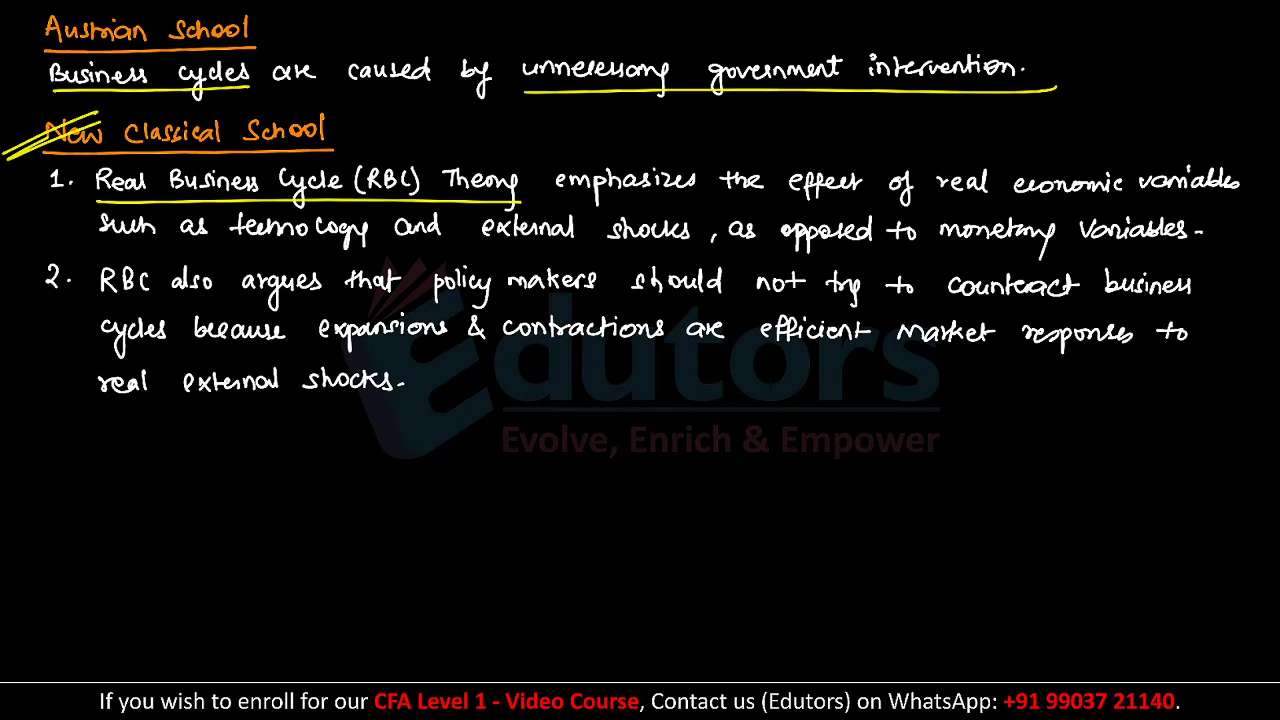 Austrian School
Business cycles are caused by unnecessary government intervention.
New Classical School
1. Real Business Cycle (RBC) Theory emphasizes the effect of real economic variables
such as technology and external shocks, as opposed to monetary variables.
2. RBC also argues that policy makers should not try to counteract business
cycles because expansions & contractions are efficient market responses to
real external shocks.
Edutors
Evolve, Enrich & Empower
If you wish to enroll for our CFA Level 1 - Video Course, Contact us (Edutors) on WhatsApp: +91 99037 21140.